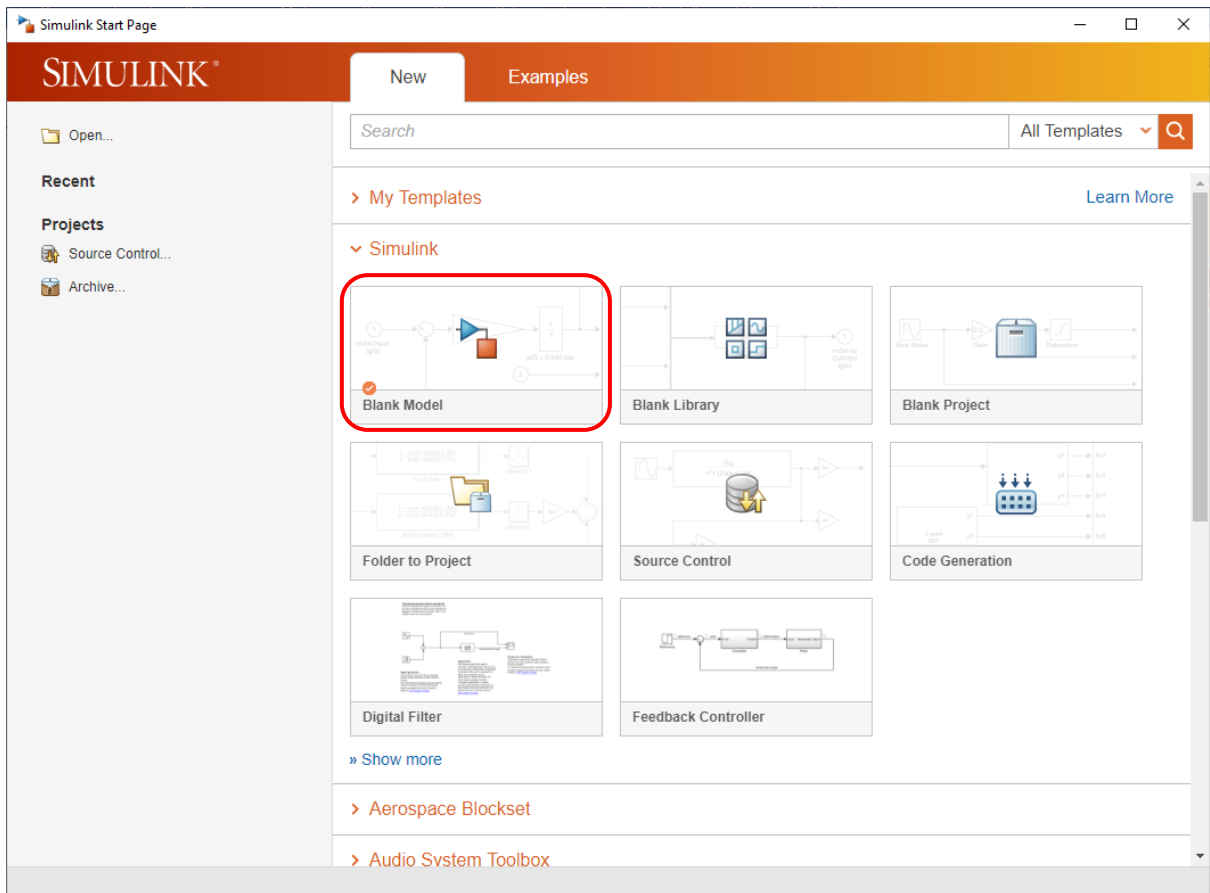 Simulink Start Page
SIMULINK®
New
Examples
Open...
Recent
Projects
Source Control...
Archive...
Search
All Templates
My Templates
Learn More
Simulink
Blank Model
Blank Library
Blank Project
Folder to Project
Source Control
Code Generation
Digital Filter
Feedback Controller
» Show more
Aerospace Blockset
Audio System Toolbox